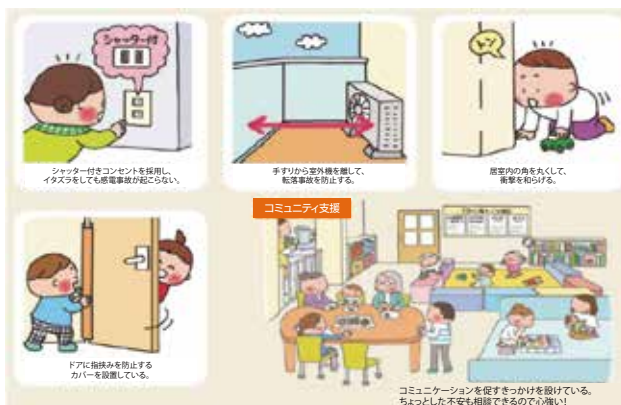 シャッター付
シャッター付きコンセントを採用し、
イタズラをしても感電事故が起こらない。
手すりから室外機を離して、
転落事故を防止する。
トン
居室内の角を丸くして、
衝撃を和らげる。
ドアに指挟みを防止する
カバーを設置している。
コミュニティ支援
コミュニケーションを促すきっかけを設けている。
ちょっとした不安も相談できるので心強い!